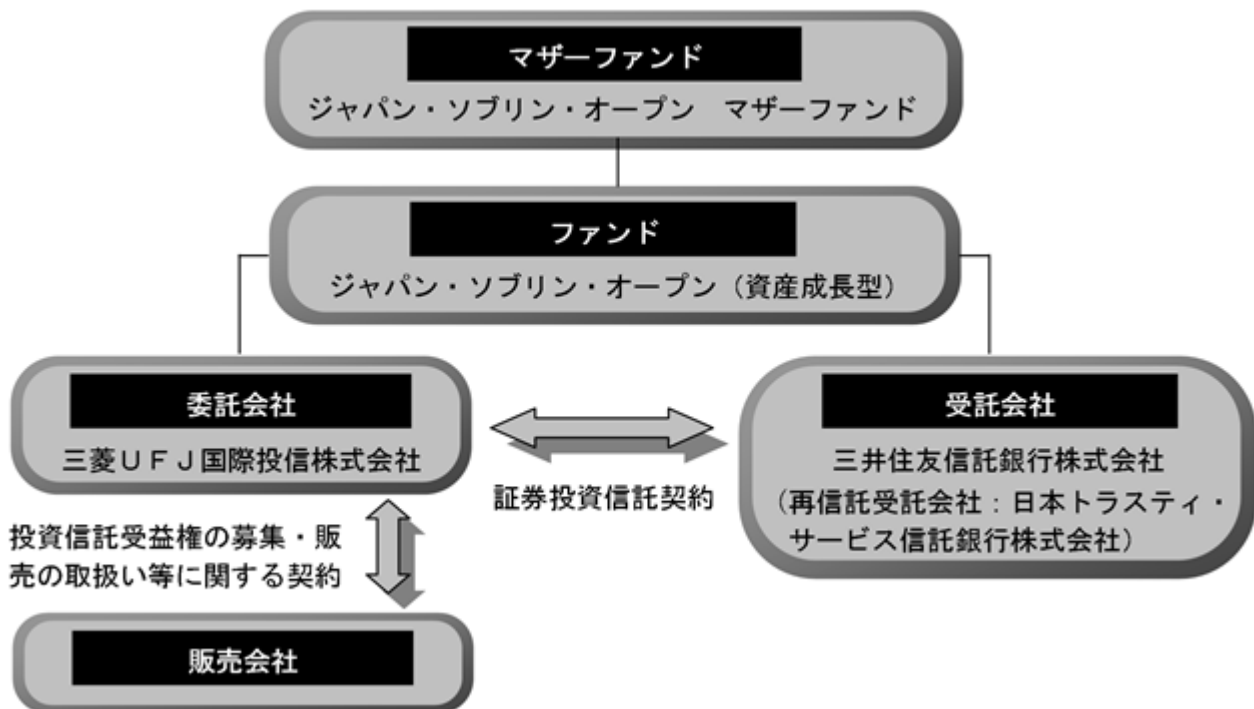 マザーファンド
ジャパン・ソブリン・オープン　マザーファンド
ファンド
ジャパン・ソブリン・オープン（資産成長型）
委託会社
三菱ＵＦＪ国際投信株式会社
証券投資信託契約
受託会社
三井住友信託銀行株式会社
（再信託受託会社：日本トラスティ・
サービス信託銀行株式会社）
投資信託受益権の募集・販
売の取扱い等に関する契約
販売会社